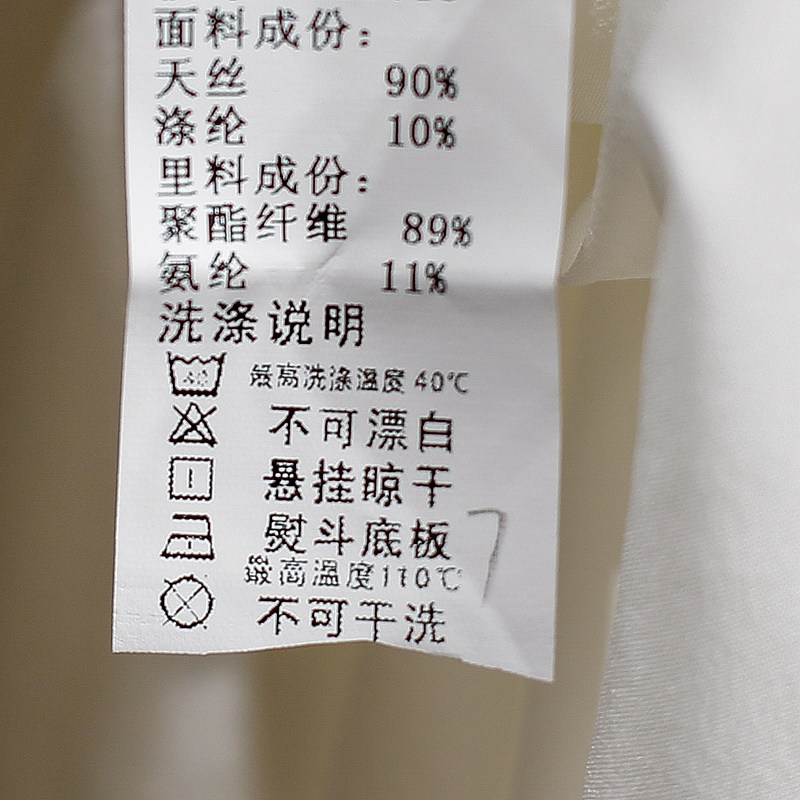 面料成份：
天丝 90%
涤纶 10%
里料成份：
聚酯纤维 89%
氨纶 11%
洗涤说明
最高洗涤温度 40℃
不可漂白
悬挂晾干
熨斗底板
最高温度110℃
不可干洗